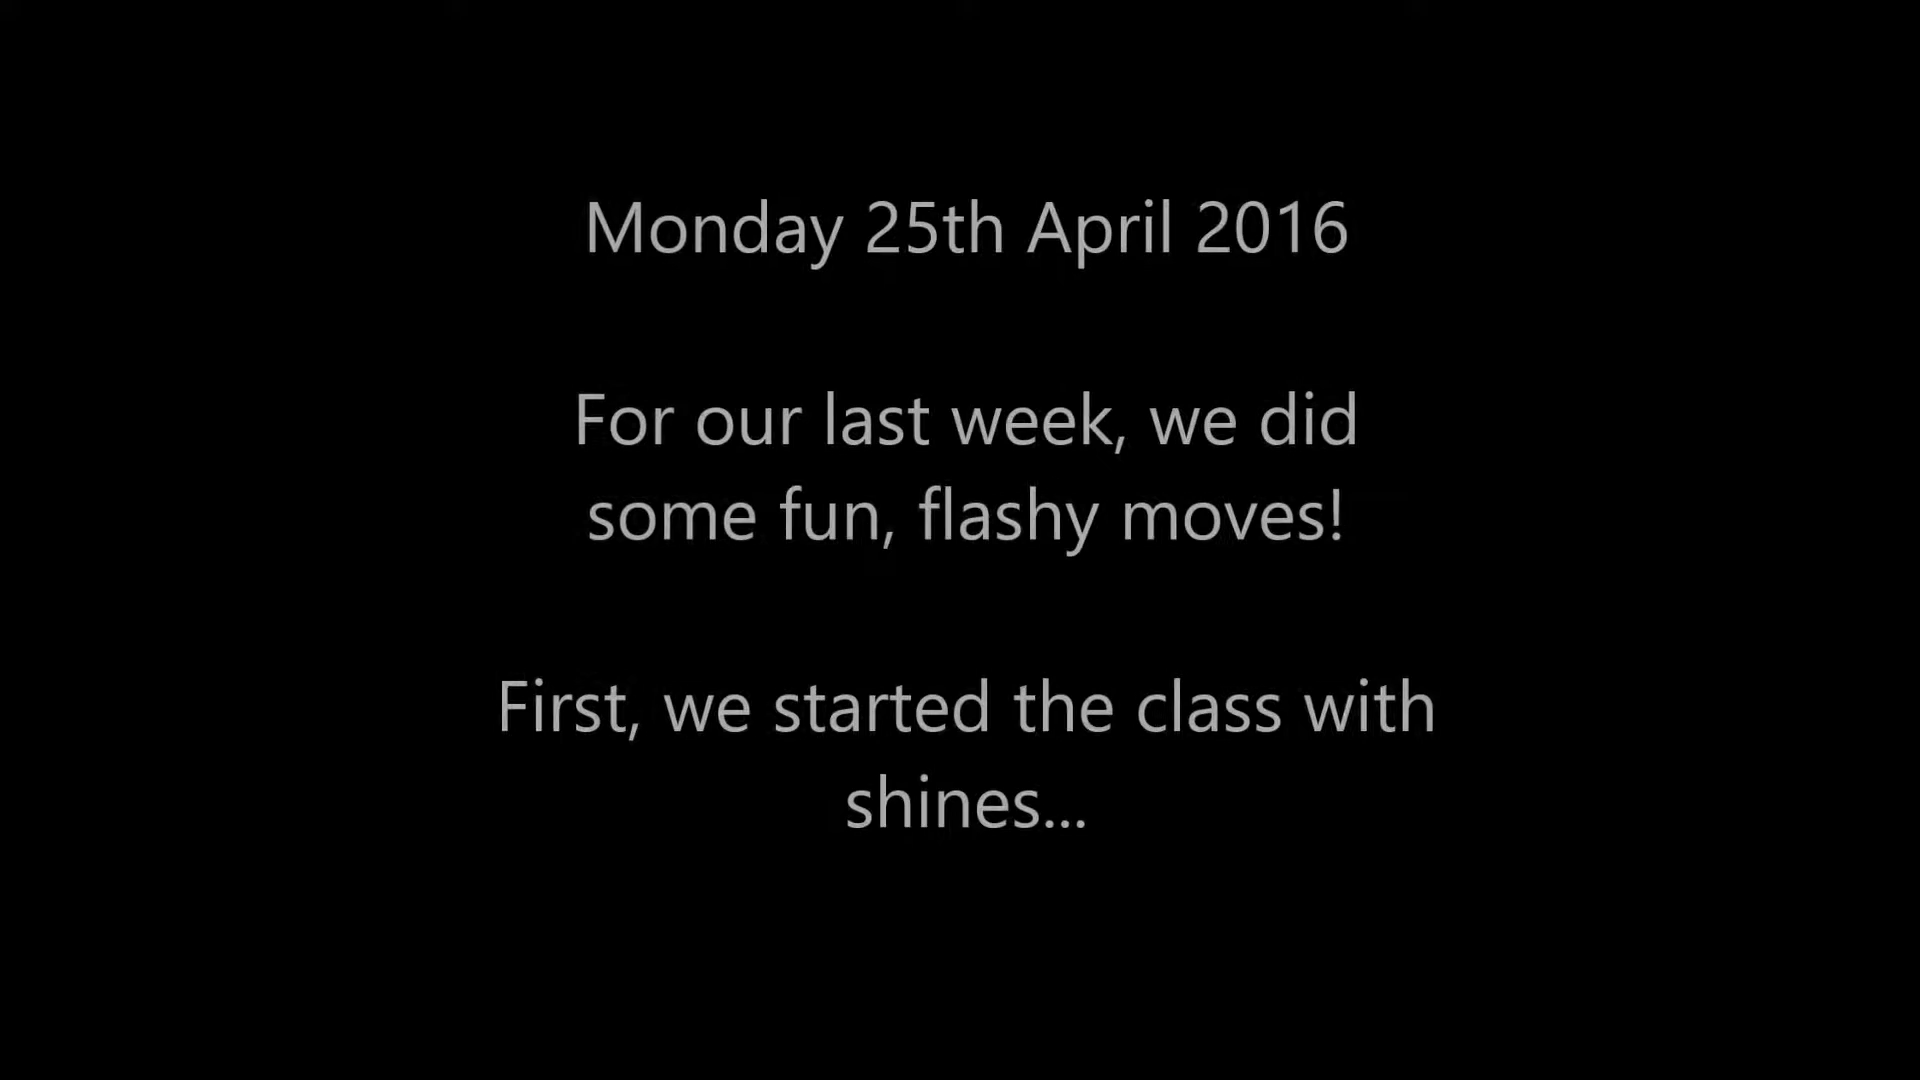 Monday 25th April 2016
For our last week, we did
some fun, flashy moves!
First, we started the class with
shines...